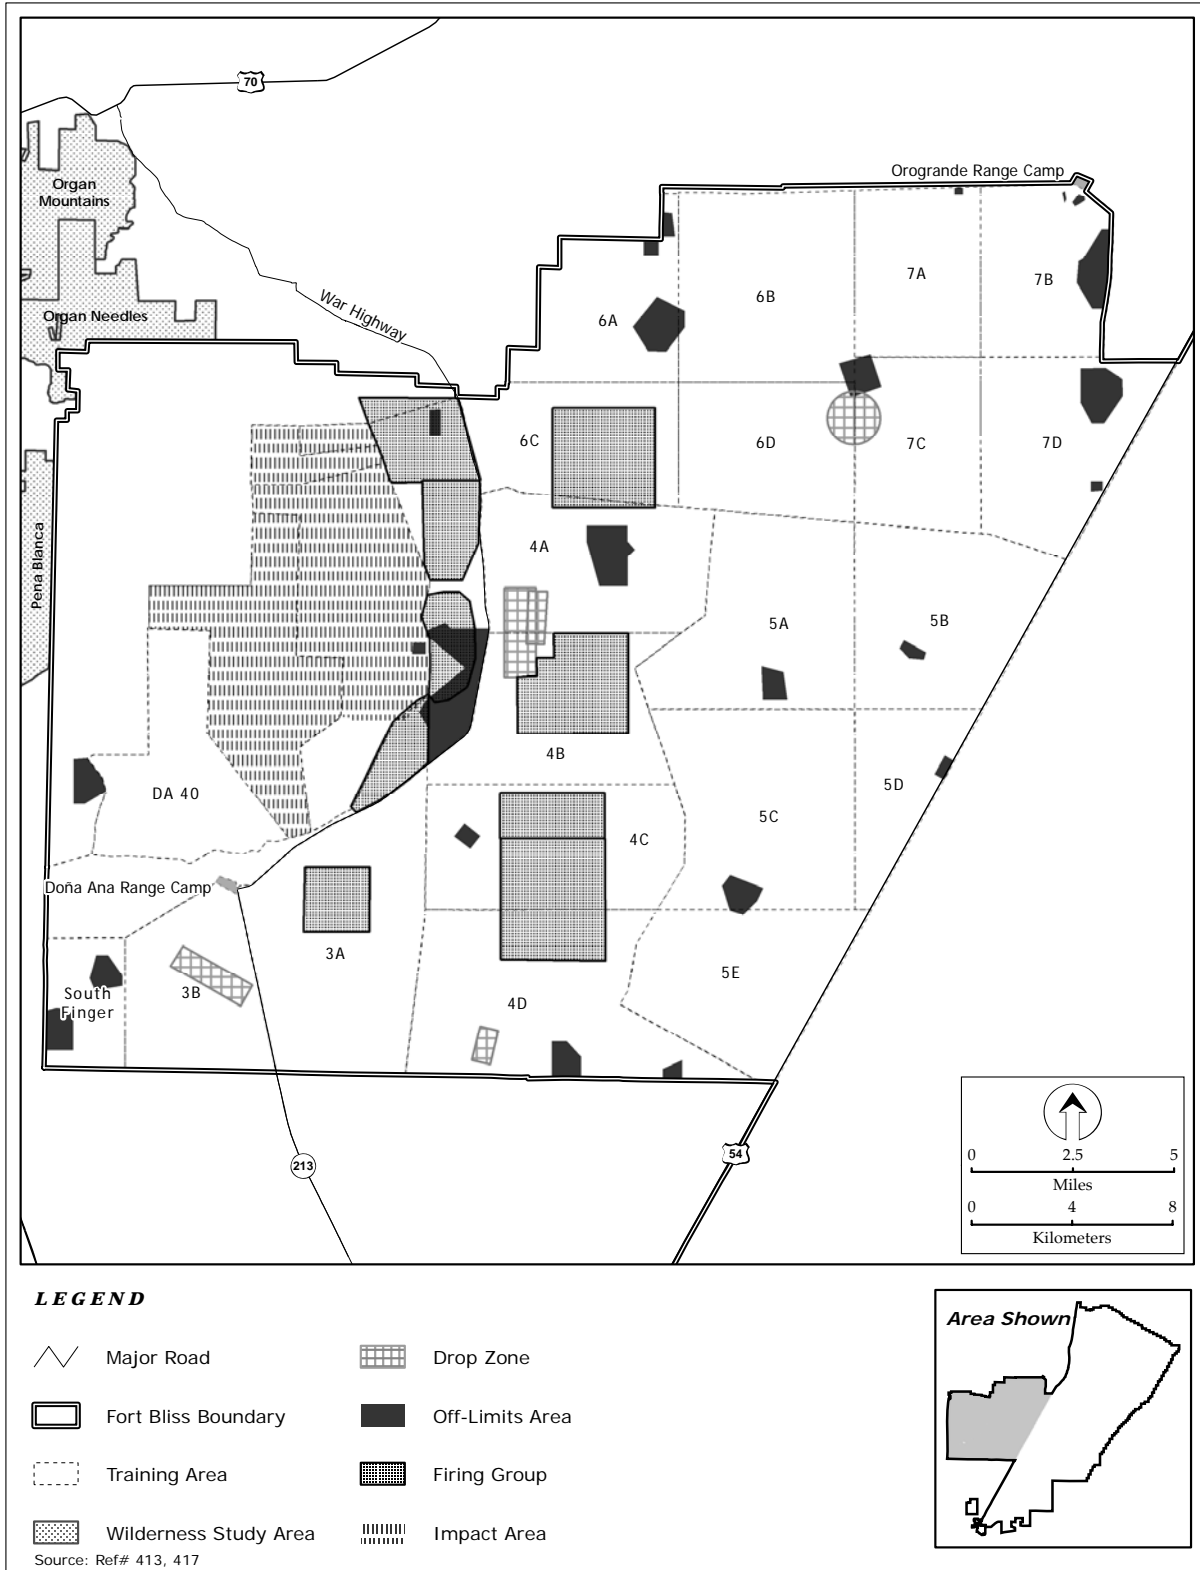 70
Orogrande Range Camp
Organ
Mountains
Organ Needles
War Highway
6A
6B
7A
7B
6C
6D
7C
7D
Pena Blanca
4A
5A
5B
4B
DA 40
5D
5C
4C
Doña Ana Range Camp
3A
3B
South
Finger
4D
5E
213
54
0 2.5 5
Miles
0 4 8
Kilometers
LEGEND
Major Road
Fort Bliss Boundary
Training Area
Wilderness Study Area
Drop Zone
Off-Limits Area
Firing Group
Impact Area
Source: Ref# 413, 417
Area Shown